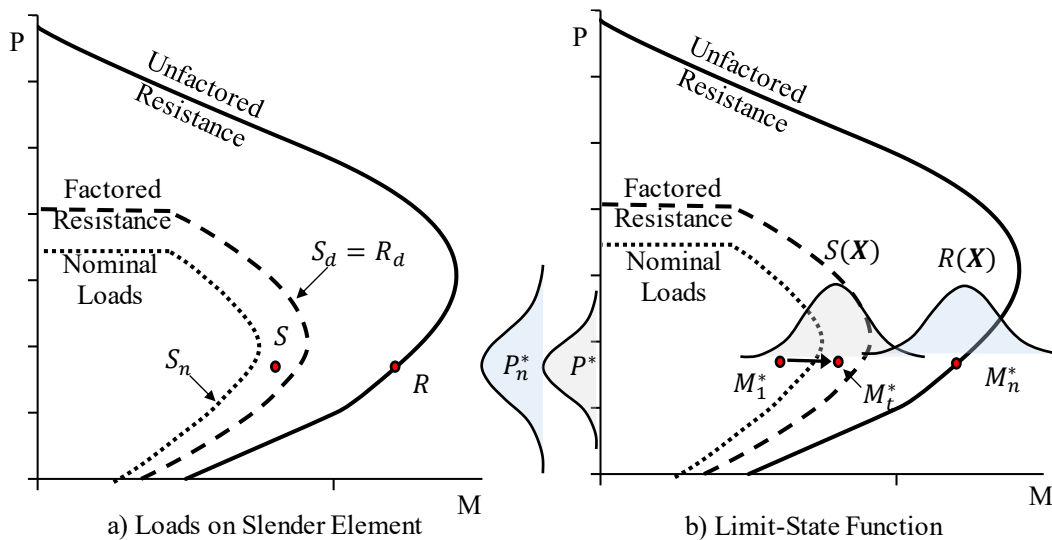 P
Unfactored
Resistance
Factored
Resistance
Nominal
Loads
S_d = R_d
S
S_n
R
M
a) Loads on Slender Element
P
Unfactored
Resistance
Factored
Resistance
Nominal
Loads
S(X)
R(X)
P_n^*
P^*
M_1^*
M_t^*
M_n^*
M
b) Limit-State Function